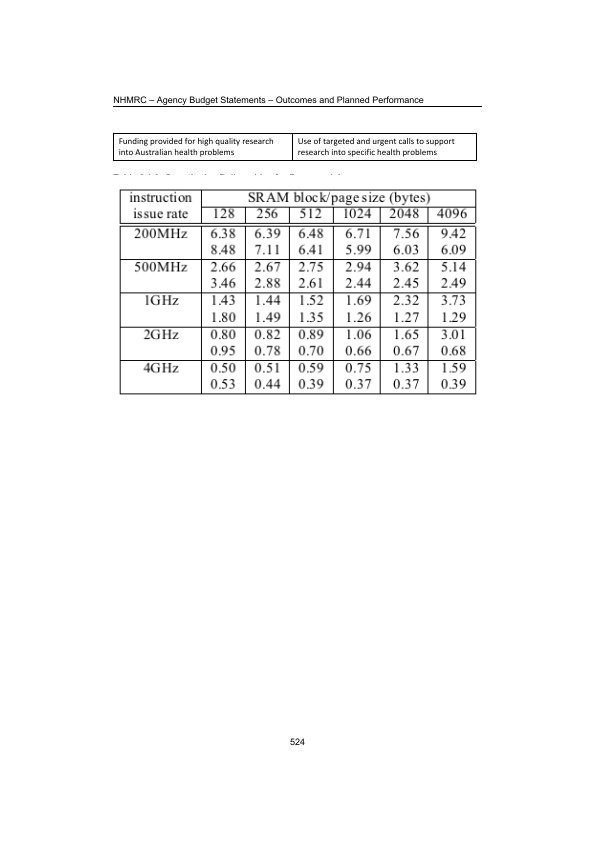 NHMRC – Agency Budget Statements – Outcomes and Planned Performance
Funding provided for high quality research
into Australian health problems
Use of targeted and urgent calls to support
research into specific health problems
instruction SRAM block/page size (bytes)
issue rate 128 256 512 1024 2048 4096
200MHz 6.38 6.39 6.48 6.71 7.56 9.42
8.48 7.11 6.41 5.99 6.03 6.09
500MHz 2.66 2.67 2.75 2.94 3.62 5.14
3.46 2.88 2.61 2.44 2.45 2.49
1GHz 1.43 1.44 1.52 1.69 2.32 3.73
1.80 1.49 1.35 1.26 1.27 1.29
2GHz 0.80 0.82 0.89 1.06 1.65 3.01
0.95 0.78 0.70 0.66 0.67 0.68
4GHz 0.50 0.51 0.59 0.75 1.33 1.59
0.53 0.44 0.39 0.37 0.37 0.39
524